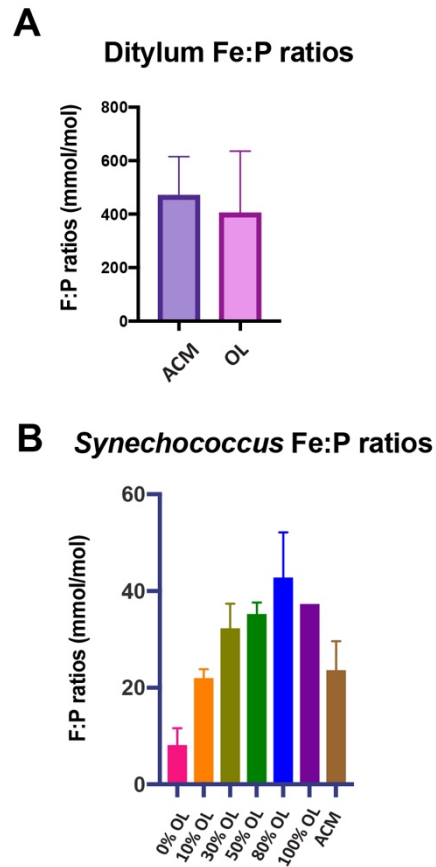 A
Ditylum Fe:P ratios
F:P ratios (mmol/mol)
800
600
400
200
0
ACM
OL
B
Synechococcus Fe:P ratios
F:P ratios (mmol/mol)
60
40
20
0
0% OL
10% OL
30% OL
50% OL
80% OL
100% OL
ACM